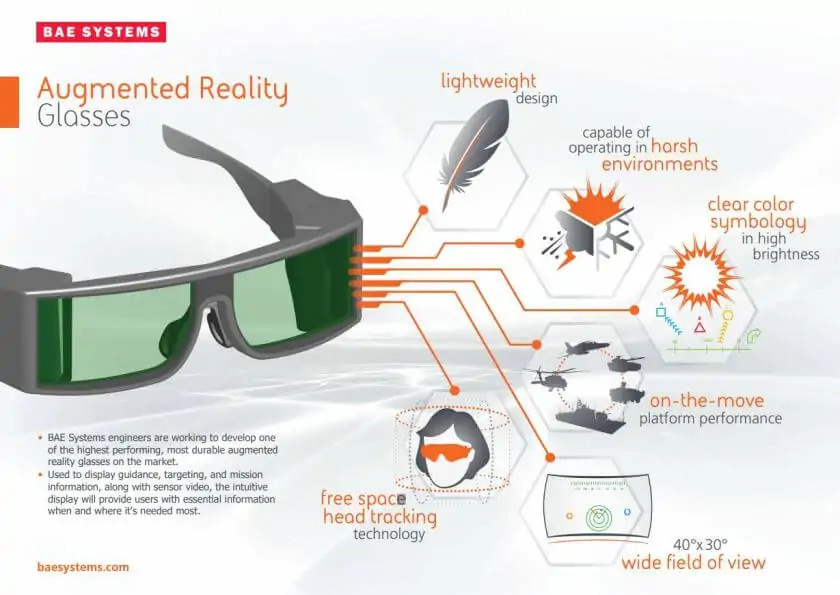 BAE SYSTEMS
Augmented Reality
Glasses
lightweight
design
capable of
operating in harsh
environments
clear color
symbology
in high
brightness
on-the-move
platform performance
40°x30°
wide field of view
free space
head tracking
technology
• BAE Systems engineers are working to develop one
of the highest performing, most durable augmented
reality glasses on the market.
• Used to display guidance, targeting, and mission
information, along with sensor video, the intuitive
display will provide users with essential information
when and where it's needed most.
baesystems.com